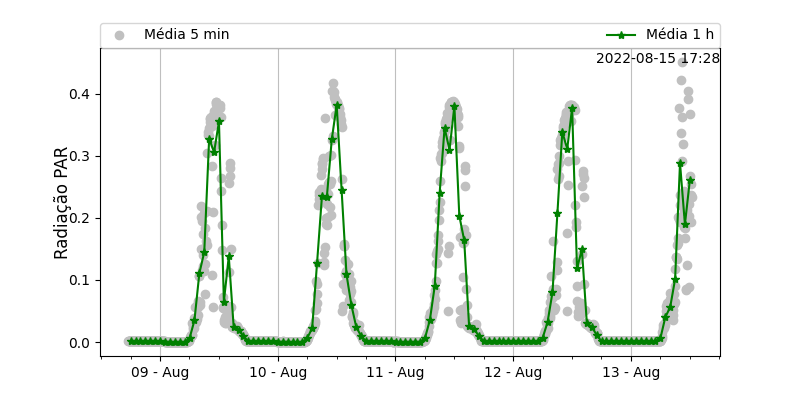 Média 5 min
Média 1 h
2022-08-15 17:28
Radiação PAR
0.4
0.3
0.2
0.1
0.0
09 - Aug
10 - Aug
11 - Aug
12 - Aug
13 - Aug